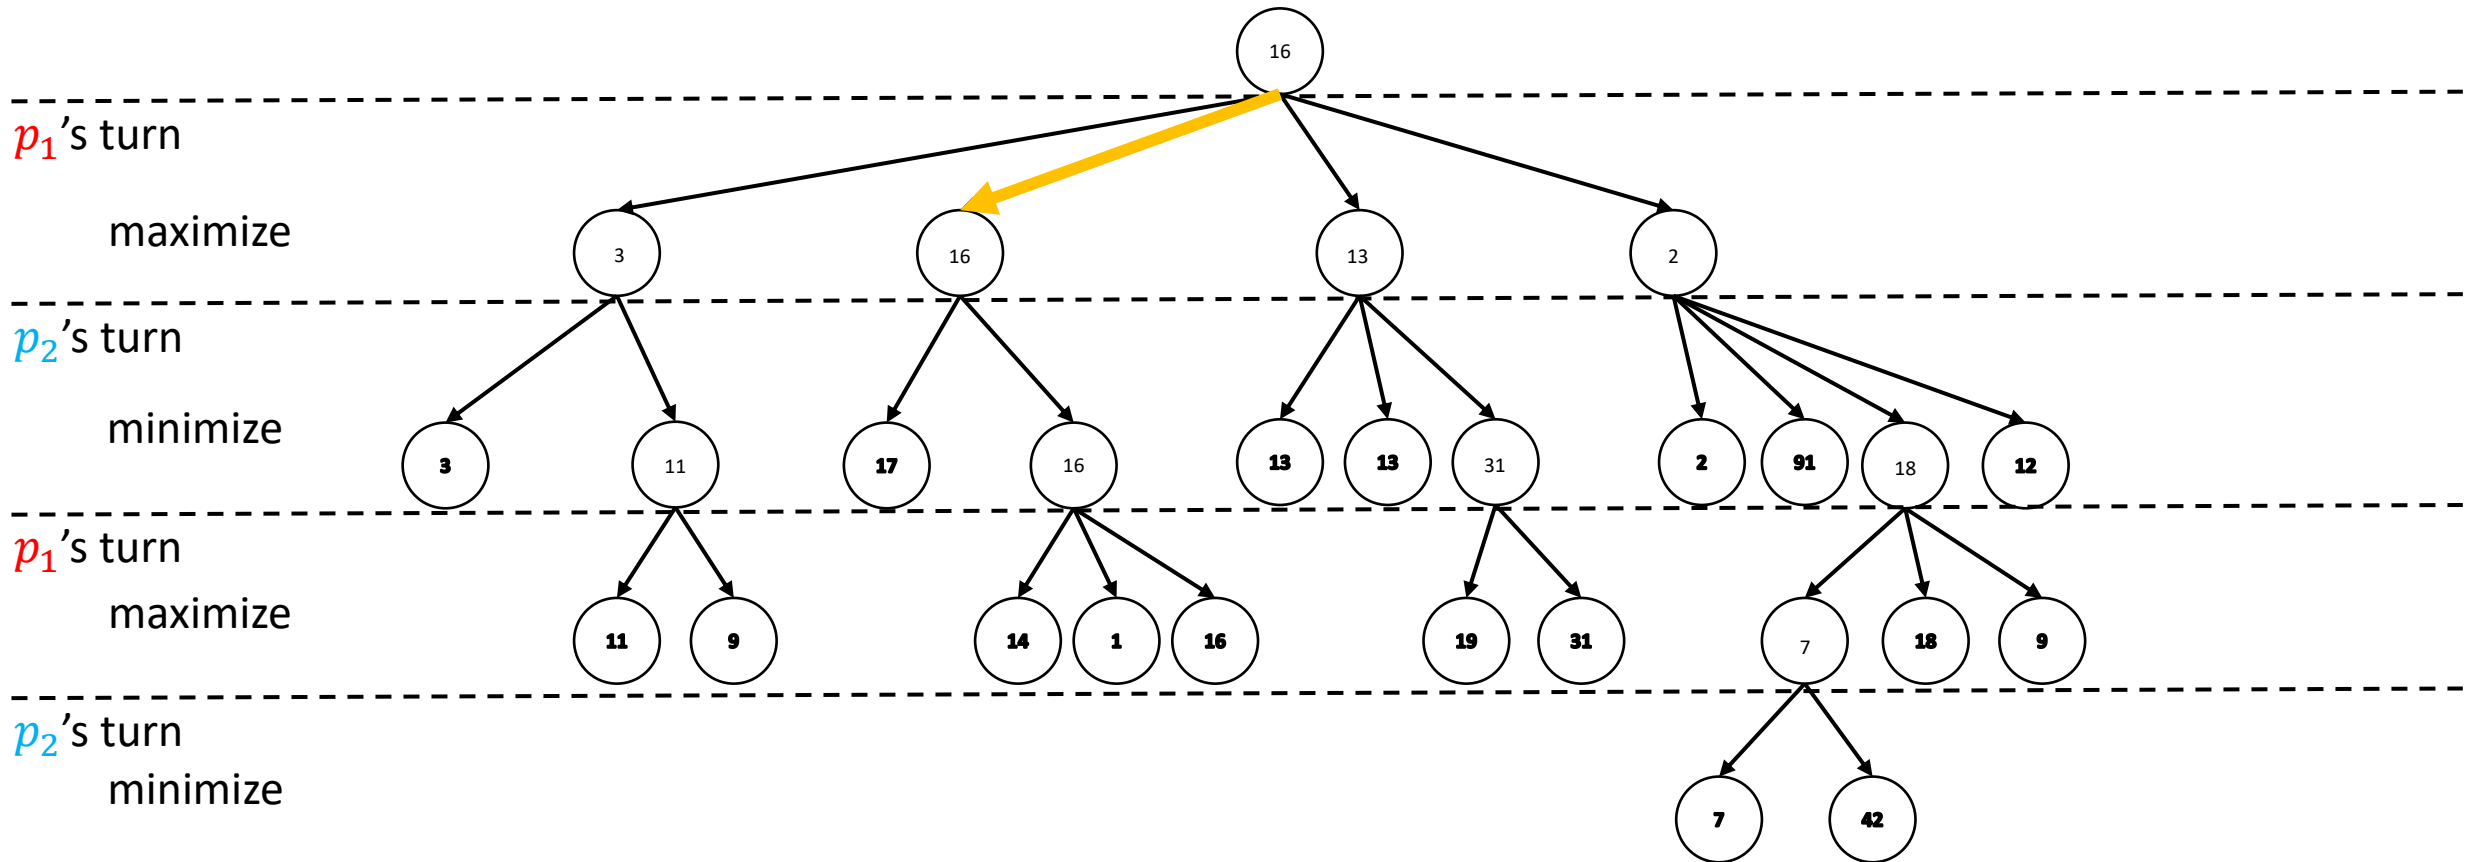 16
p₁'s turn
maximize
3 16 13 2
p₂'s turn
minimize
3 11 17 16 13 13 31 2 91 18 12
p₁'s turn
maximize
11 9 14 1 16 19 31 7 18 9
p₂'s turn
minimize
7 42